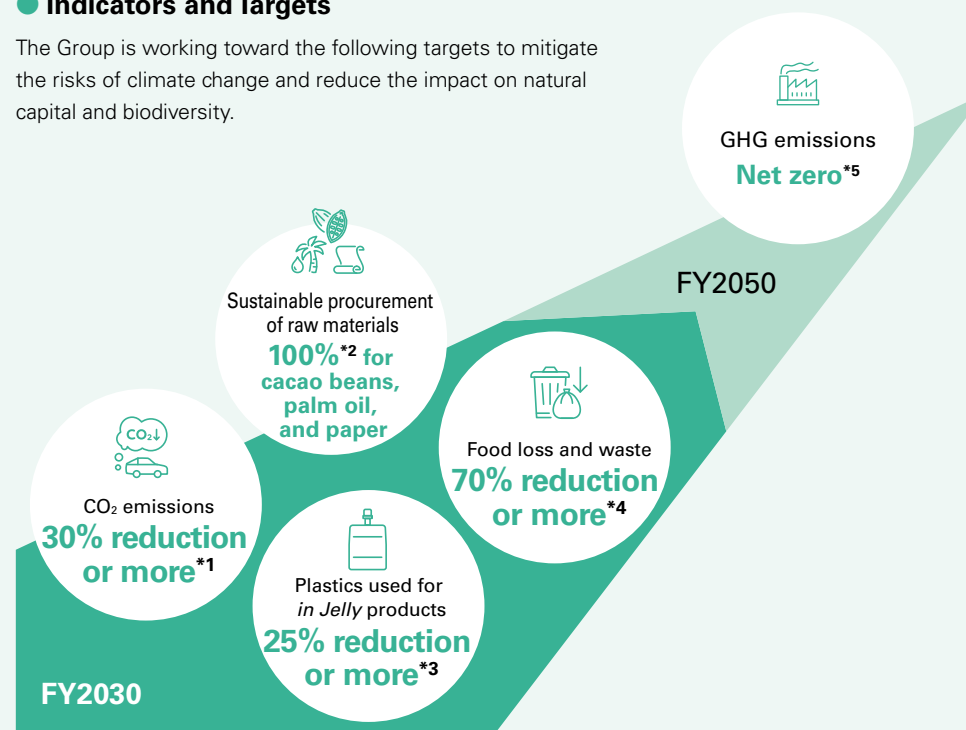 Indicators and Targets
The Group is working toward the following targets to mitigate
the risks of climate change and reduce the impact on natural
capital and biodiversity.
GHG emissions
Net zero*5
FY2050
Sustainable procurement
of raw materials
100%*2 for
cacao beans,
palm oil,
and paper
Food loss and waste
70% reduction
or more*4
CO2↓
CO2 emissions
30% reduction
or more*1
Plastics used for
in Jelly products
25% reduction
or more*3
FY2030